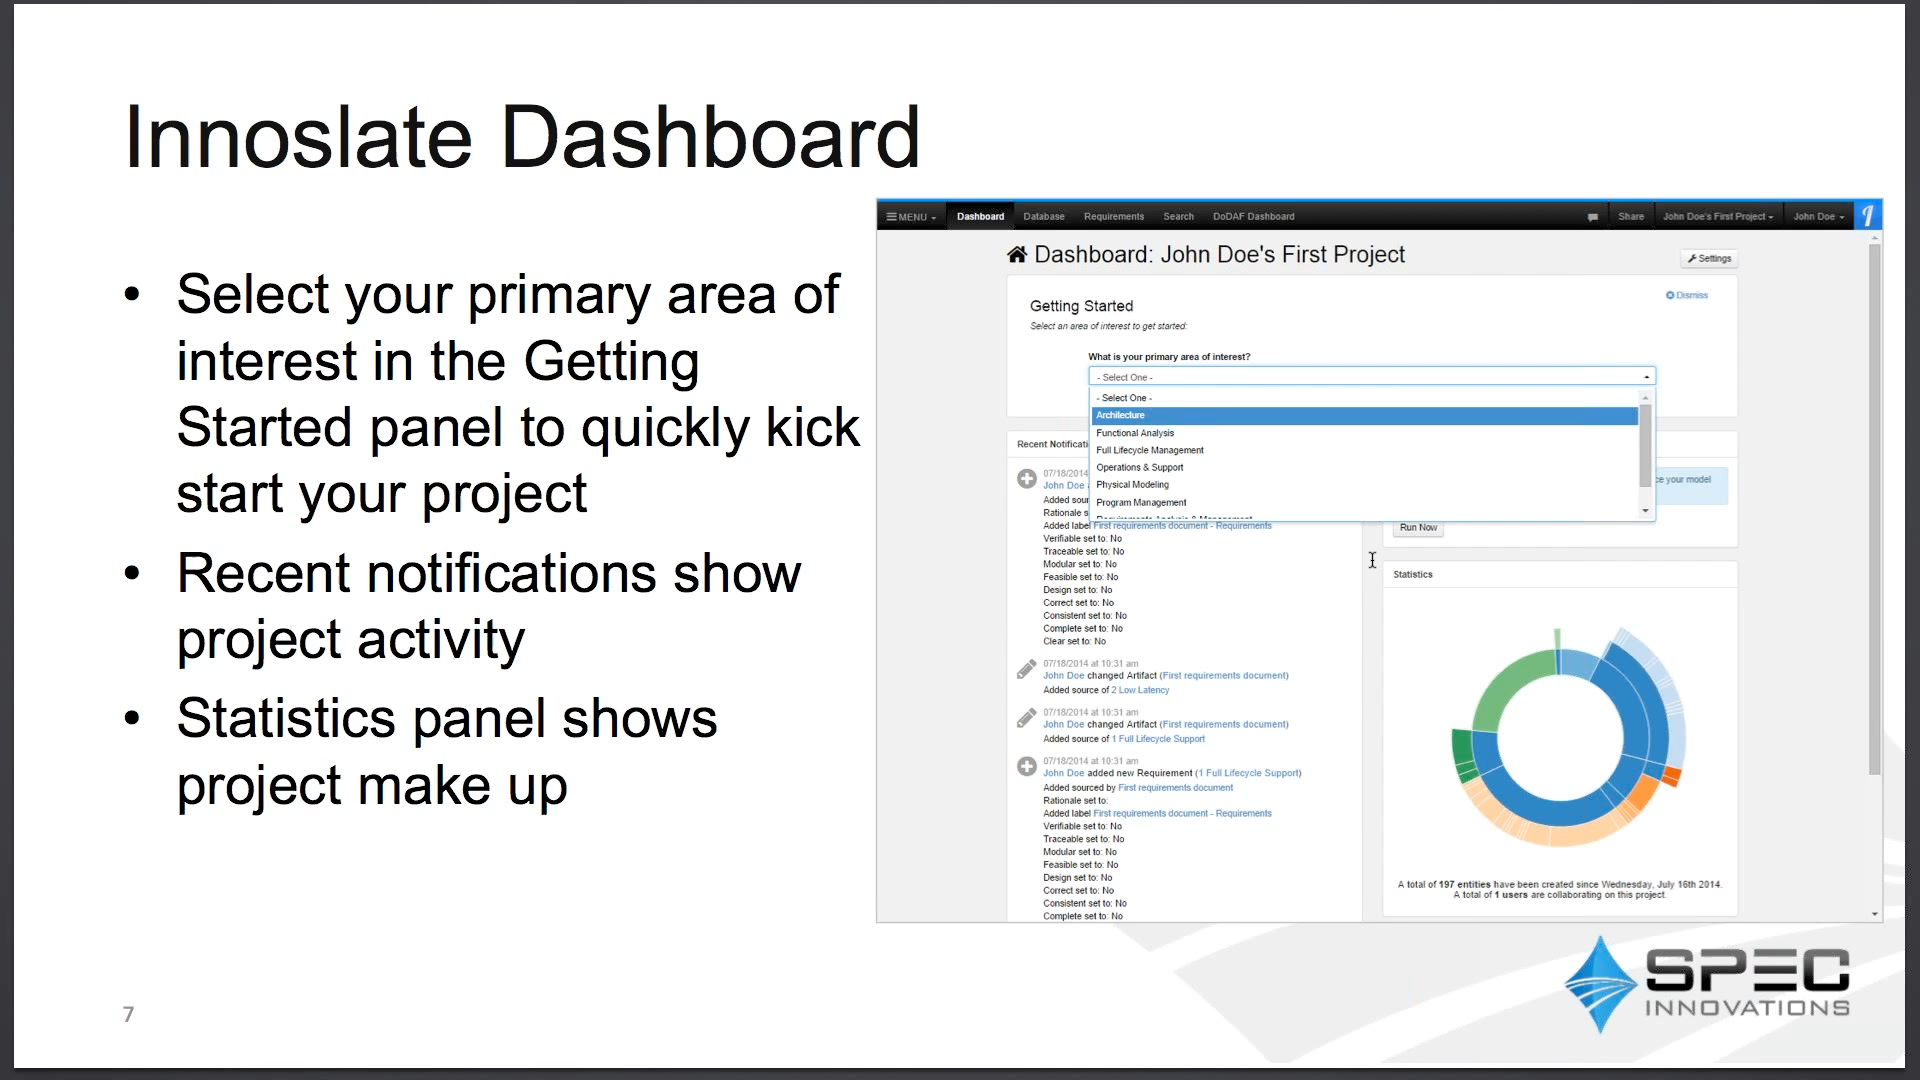 Innoslate Dashboard
• Select your primary area of
interest in the Getting
Started panel to quickly kick
start your project
• Recent notifications show
project activity
• Statistics panel shows
project make up
MENU Dashboard Database Requirements Search DoDAF Dashboard Share John Doe's First Project John Doe
Dashboard: John Doe's First Project
Settings
Getting Started
Dismiss
Select an area of interest to get started:
What is your primary area of interest?
- Select One -
- Select One -
Architecture
Functional Analysis
Full Lifecycle Management
Operations & Support
Physical Modeling
Program Management
Requirements Analysis & Management
Recent Notificati
07/18/2014
John Doe
Added sour
Rationale s
Added label First requirements document - Requirements
Verifiable set to: No
Traceable set to: No
Modular set to: No
Feasible set to: No
Design set to: No
Correct set to: No
Consistent set to: No
Complete set to: No
Clear set to: No
07/18/2014 at 10:31 am
John Doe changed Artifact (First requirements document)
Added source of 2 Low Latency
07/18/2014 at 10:31 am
John Doe changed Artifact (First requirements document)
Added source of 1 Full Lifecycle Support
07/18/2014 at 10:31 am
John Doe added new Requirement (1 Full Lifecycle Support)
Added sourced by First requirements document
Rationale set to:
Added label First requirements document - Requirements
Verifiable set to: No
Traceable set to: No
Modular set to: No
Feasible set to: No
Design set to: No
Correct set to: No
Consistent set to: No
Complete set to: No
ce your model
Run Now
Statistics
A total of 197 entities have been created since Wednesday, July 16th 2014.
A total of 1 users are collaborating on this project.
7
SPEC
INNOVATIONS